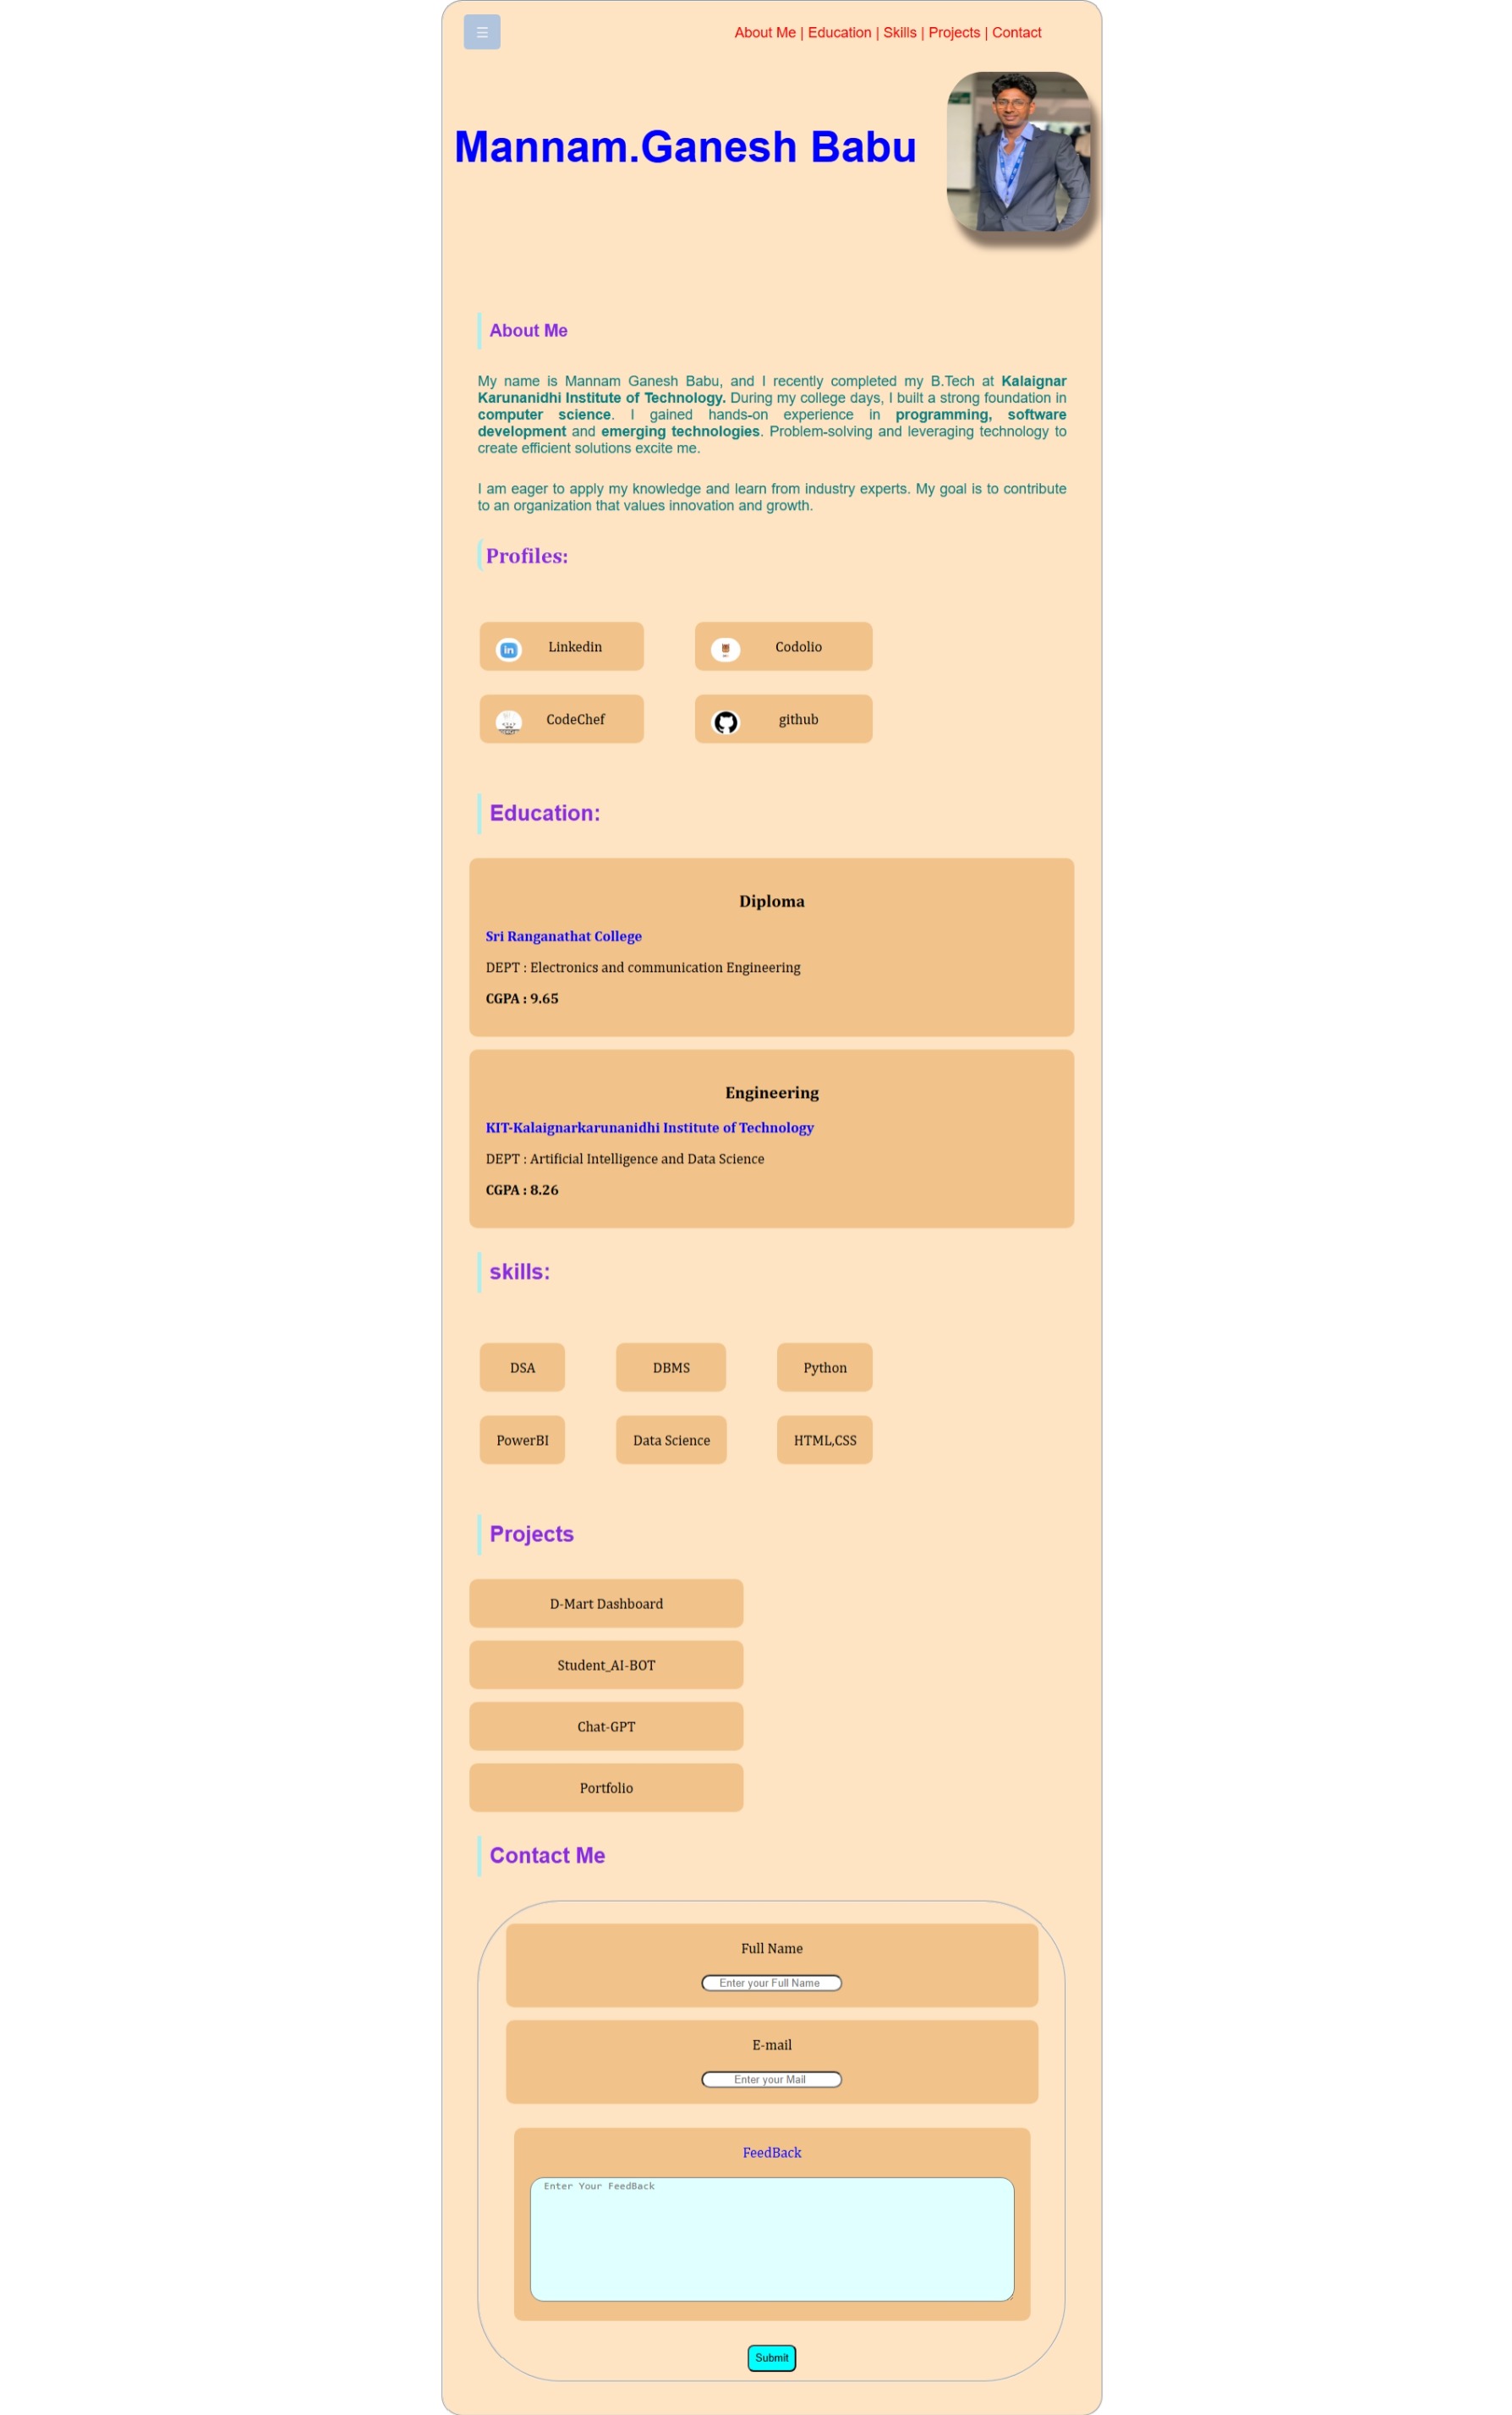 ☰
About Me | Education | Skills | Projects | Contact
Mannam.Ganesh Babu
About Me
My name is Mannam Ganesh Babu, and I recently completed my B.Tech at Kalaignar
Karunanidhi Institute of Technology. During my college days, I built a strong foundation in
computer science. I gained hands-on experience in programming, software
development and emerging technologies. Problem-solving and leveraging technology to
create efficient solutions excite me.
I am eager to apply my knowledge and learn from industry experts. My goal is to contribute
to an organization that values innovation and growth.
Profiles:
in Linkedin
Codolio
CodeChef
github
Education:
Diploma
Sri Ranganathat College
DEPT : Electronics and communication Engineering
CGPA : 9.65
Engineering
KIT-Kalaignarkarunanidhi Institute of Technology
DEPT : Artificial Intelligence and Data Science
CGPA : 8.26
skills:
DSA
DBMS
Python
PowerBI
Data Science
HTML,CSS
Projects
D-Mart Dashboard
Student_AI-BOT
Chat-GPT
Portfolio
Contact Me
Full Name
Enter your Full Name
E-mail
Enter your Mail
FeedBack
Enter Your FeedBack
Submit